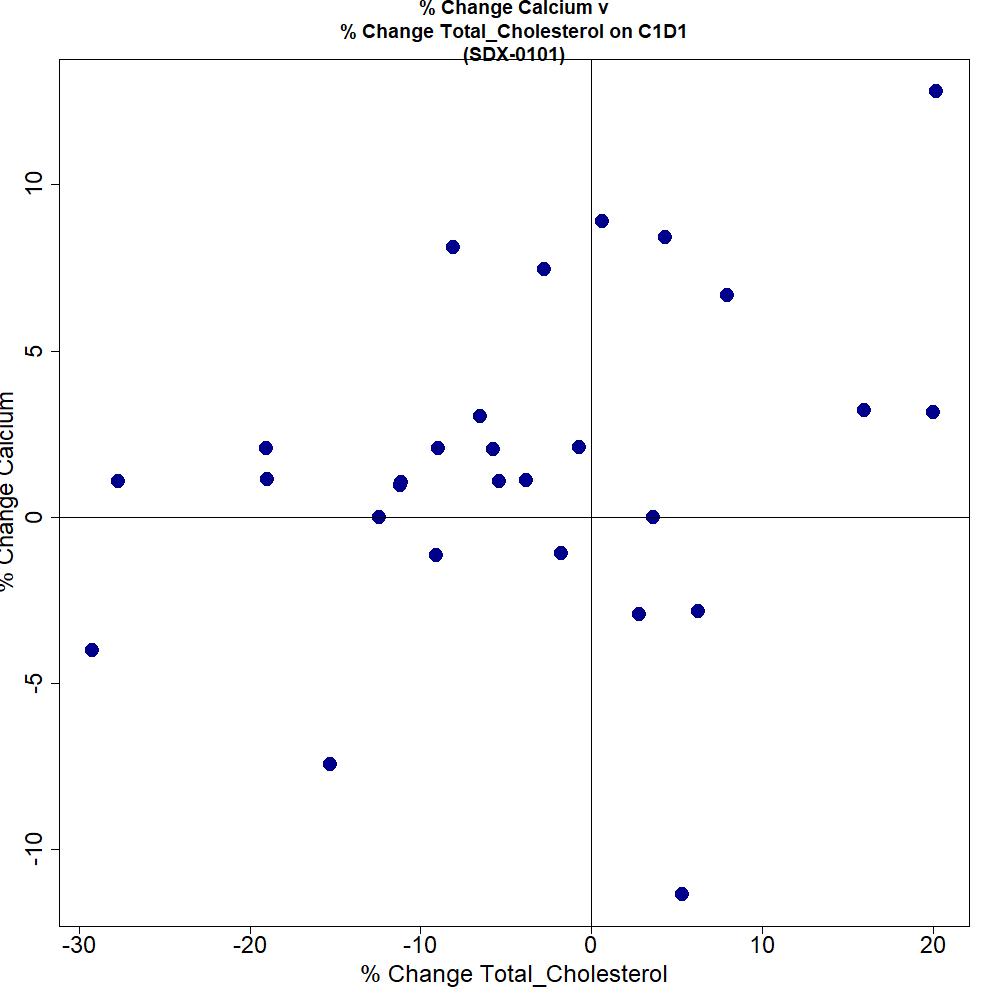 % Change Calcium v
% Change Total_Cholesterol on C1D1
(SDX-0101)
% Change Calcium
10
5
0
-5
-10
-30
-20
-10
0
10
20
% Change Total_Cholesterol